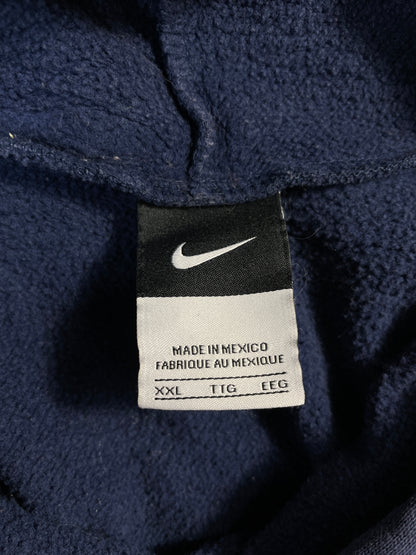 MADE IN MEXICO
FABRIQUE AU MEXIQUE
XXL TTG EEG